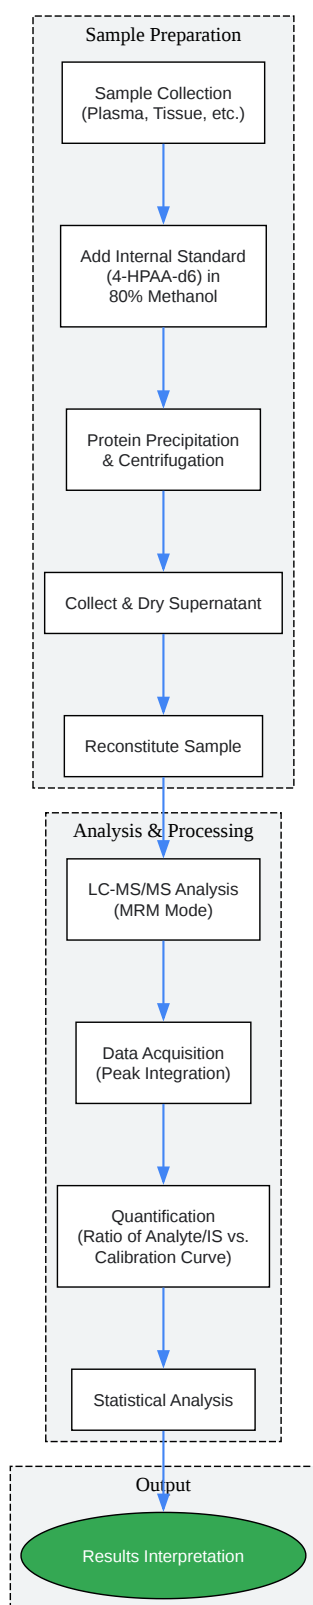 Sample Preparation
Sample Collection
(Plasma, Tissue, etc.)
Add Internal Standard
(4-HPAA-d6) in
80% Methanol
Protein Precipitation
& Centrifugation
Collect & Dry Supernatant
Reconstitute Sample
Analysis & Processing
LC-MS/MS Analysis
(MRM Mode)
Data Acquisition
(Peak Integration)
Quantification
(Ratio of Analyte/IS vs.
Calibration Curve)
Statistical Analysis
Output
Results Interpretation